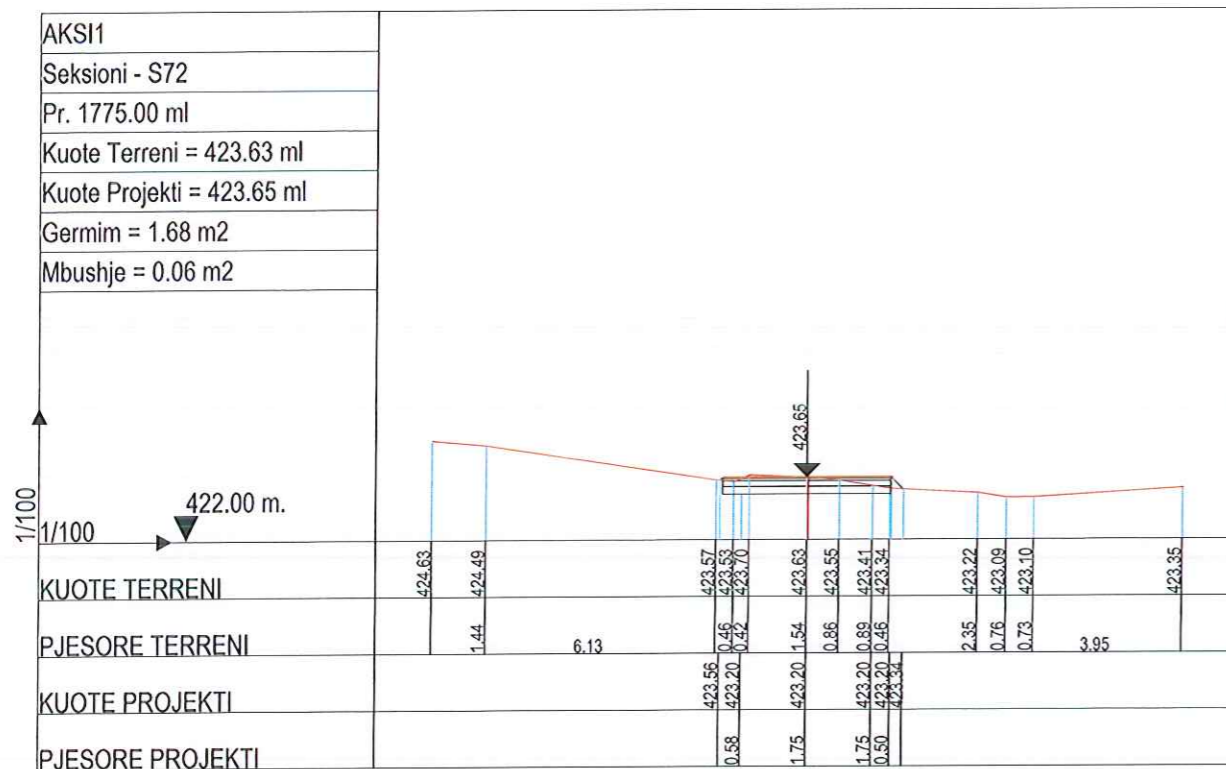 AKSI1
Seksioni - S72
Pr. 1775.00 ml
Kuote Terreni = 423.63 ml
Kuote Projekti = 423.65 ml
Germim = 1.68 m2
Mbushje = 0.06 m2
423.65
422.00 m.
1/100
1/100
KUOTE TERRENI 424.63 424.49 423.57 423.53 423.70 423.63 423.55 423.41 423.34 423.22 423.09 423.10 423.35
PJESORE TERRENI 1.44 6.13 0.46 0.42 1.54 0.86 0.89 0.46 2.35 0.76 0.73 3.95
KUOTE PROJEKTI 423.56 423.20 423.20 423.20 423.20 423.34
PJESORE PROJEKTI 0.58 1.75 1.75 0.50